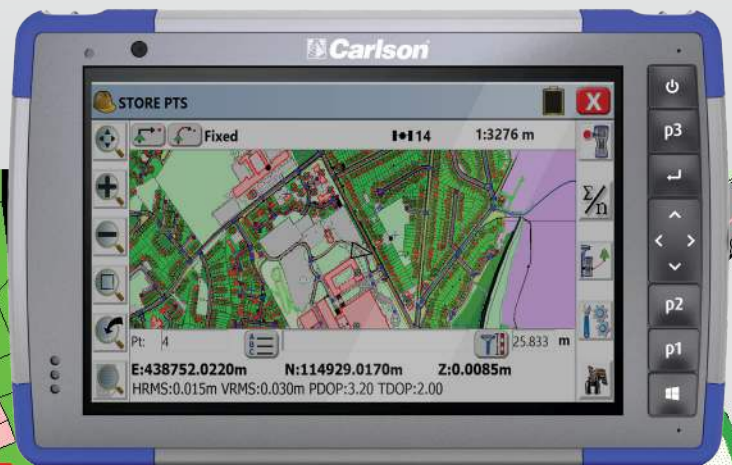 Carlson
STORE PTS
X
Fixed
14
1:3276 m
Σ/n
Pt: 4
25.833 m
E:438752.0220m N:114929.0170m Z:0.0085m
HRMS:0.015m VRMS:0.030m PDOP:3.20 TDOP:2.00
p3
p2
p1